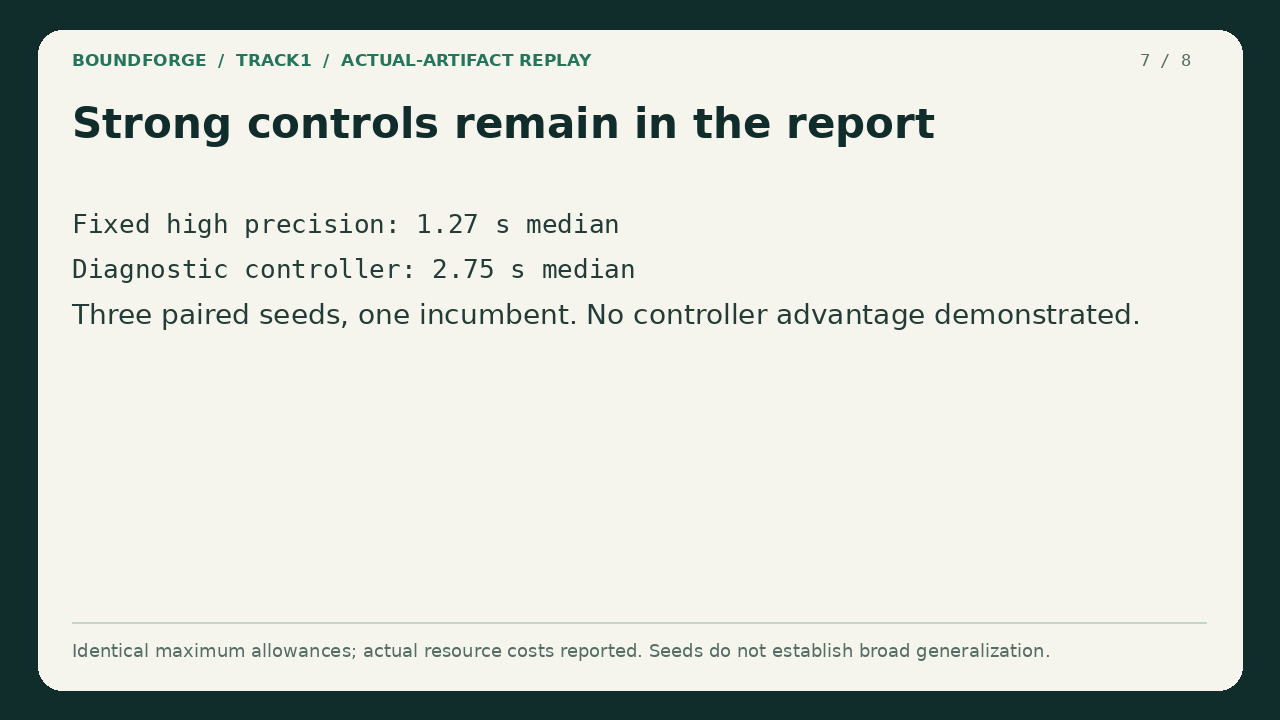 BOUNDFORGE / TRACK1 / ACTUAL-ARTIFACT REPLAY
7 / 8
Strong controls remain in the report
Fixed high precision: 1.27 s median
Diagnostic controller: 2.75 s median
Three paired seeds, one incumbent. No controller advantage demonstrated.
Identical maximum allowances; actual resource costs reported. Seeds do not establish broad generalization.